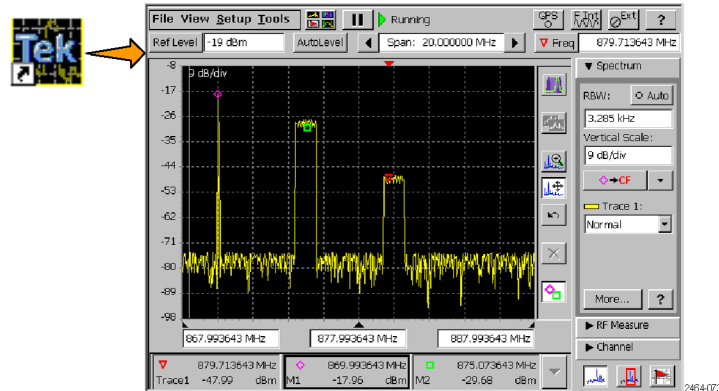 Tek
File View Setup Tools
Running
GPS
F.Int
Ext
?
Ref Level
-19 dBm
AutoLevel
Span: 20.000000 MHz
Freq
879.713643 MHz
9 dB/div
-8
-17
-26
-35
-44
-53
-62
-71
-80
-89
-98
867.993643 MHz
877.993643 MHz
887.993643 MHz
Spectrum
RBW:
Auto
3.285 kHz
Vertical Scale:
9 dB/div
→CF
Trace 1:
Normal
More...
?
RF Measure
Channel
879.713643 MHz
Trace1 -47.99 dBm
869.993643 MHz
M1 -17.96 dBm
875.073643 MHz
M2 -29.68 dBm